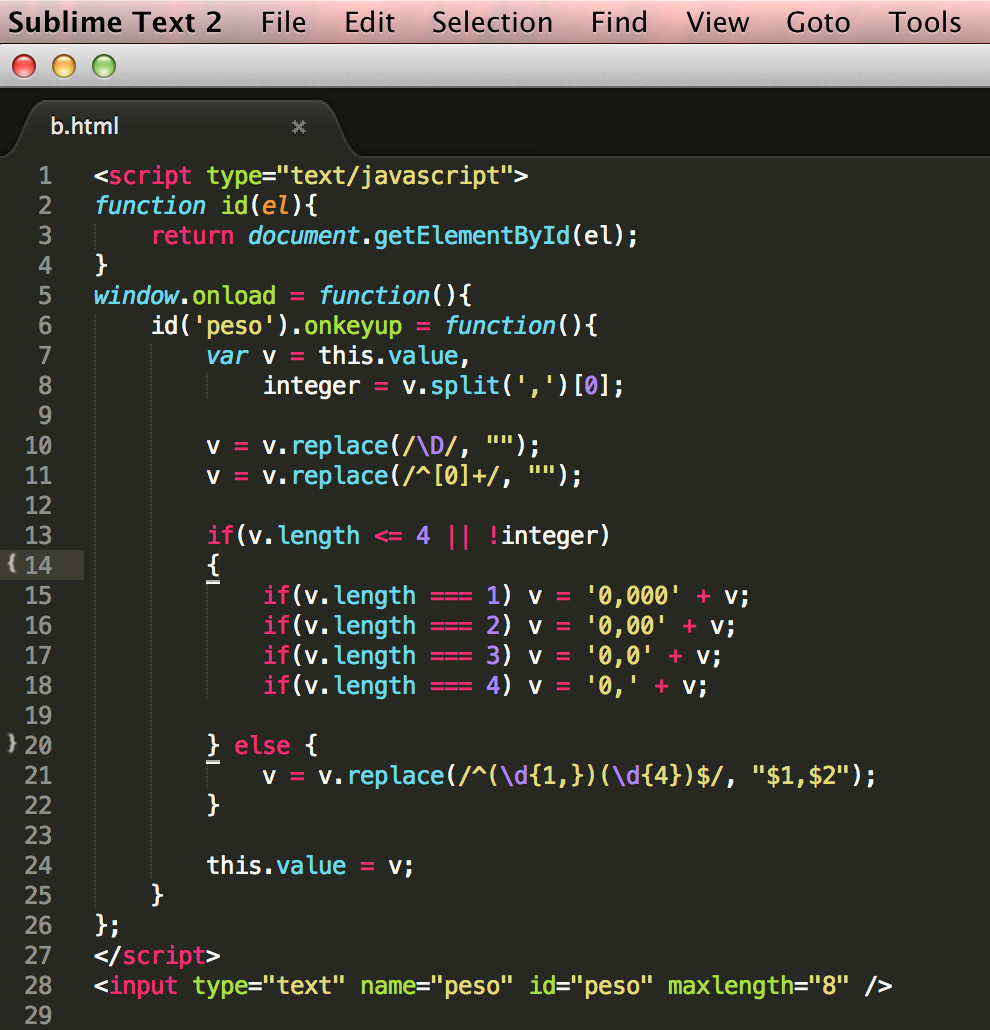 Sublime Text 2 File Edit Selection Find View Goto Tools
b.html ×
1 <script type="text/javascript">
2 function id(el){
3     return document.getElementById(el);
4 }
5 window.onload = function(){
6     id('peso').onkeyup = function(){
7         var v = this.value,
8             integer = v.split(',')[0];
9
10         v = v.replace(/\D/, "");
11         v = v.replace(/^[0]+/, "");
12
13         if(v.length <= 4 || !integer)
{ 14         {
15             if(v.length === 1) v = '0,000' + v;
16             if(v.length === 2) v = '0,00' + v;
17             if(v.length === 3) v = '0,0' + v;
18             if(v.length === 4) v = '0,' + v;
19
} 20         } else {
21             v = v.replace(/^(\d{1,})(\d{4})$/, "$1,$2");
22         }
23
24         this.value = v;
25     }
26 };
27 </script>
28 <input type="text" name="peso" id="peso" maxlength="8" />
29